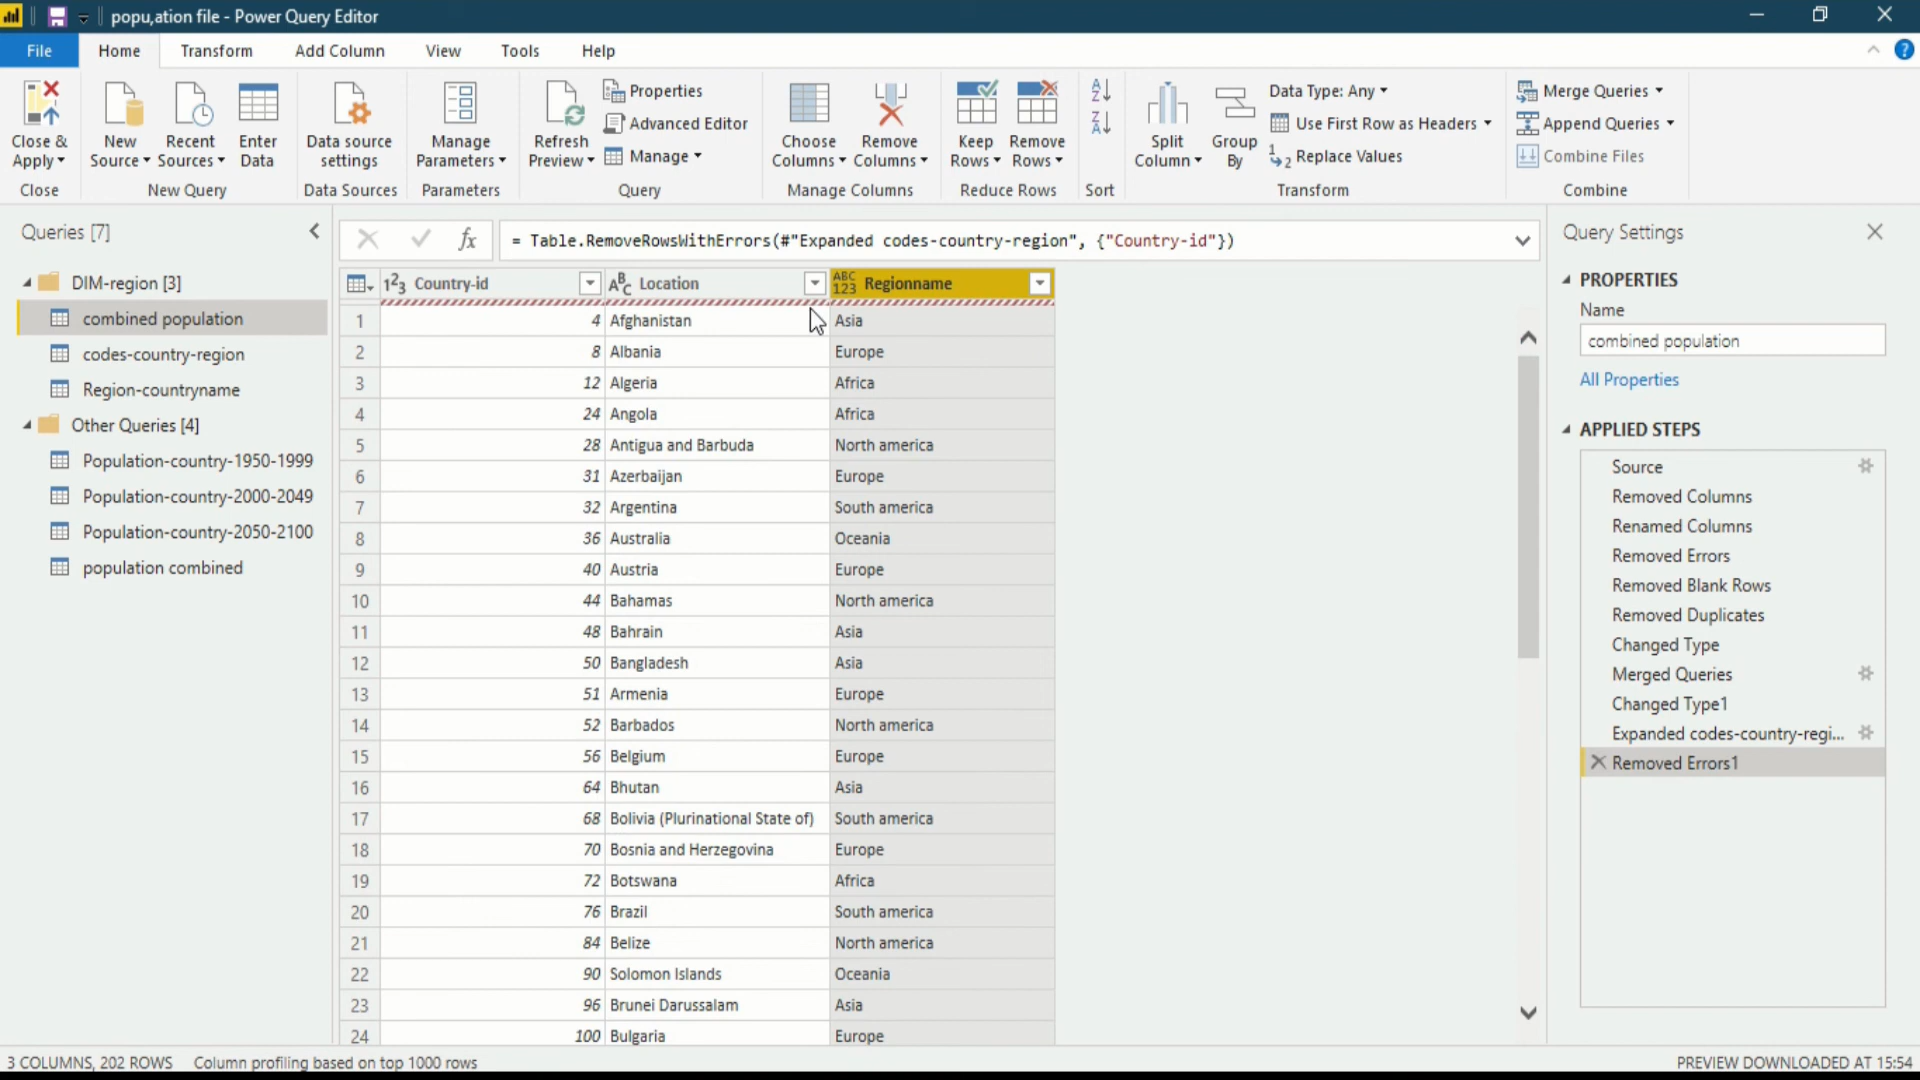 popu,ation file - Power Query Editor
File Home Transform Add Column View Tools Help
Close & Apply
Close
New Source
Recent Sources
Enter Data
New Query
Data source settings
Data Sources
Manage Parameters
Parameters
Refresh Preview
Properties
Advanced Editor
Manage
Query
Choose Columns
Remove Columns
Manage Columns
Keep Rows
Remove Rows
Reduce Rows
Sort
Split Column
Group By
Data Type: Any
Use First Row as Headers
Replace Values
Transform
Merge Queries
Append Queries
Combine Files
Combine
Queries [7]
DIM-region [3]
combined population
codes-country-region
Region-countryname
Other Queries [4]
Population-country-1950-1999
Population-country-2000-2049
Population-country-2050-2100
population combined
= Table.RemoveRowsWithErrors(#"Expanded codes-country-region", {"Country-id"})
Country-id Location Regionname
1 4 Afghanistan Asia
2 8 Albania Europe
3 12 Algeria Africa
4 24 Angola Africa
5 28 Antigua and Barbuda North america
6 31 Azerbaijan Europe
7 32 Argentina South america
8 36 Australia Oceania
9 40 Austria Europe
10 44 Bahamas North america
11 48 Bahrain Asia
12 50 Bangladesh Asia
13 51 Armenia Europe
14 52 Barbados North america
15 56 Belgium Europe
16 64 Bhutan Asia
17 68 Bolivia (Plurinational State of) South america
18 70 Bosnia and Herzegovina Europe
19 72 Botswana Africa
20 76 Brazil South america
21 84 Belize North america
22 90 Solomon Islands Oceania
23 96 Brunei Darussalam Asia
24 100 Bulgaria Europe
Query Settings
PROPERTIES
Name
combined population
All Properties
APPLIED STEPS
Source
Removed Columns
Renamed Columns
Removed Errors
Removed Blank Rows
Removed Duplicates
Changed Type
Merged Queries
Changed Type1
Expanded codes-country-regi...
Removed Errors1
3 COLUMNS, 202 ROWS Column profiling based on top 1000 rows
PREVIEW DOWNLOADED AT 15:54